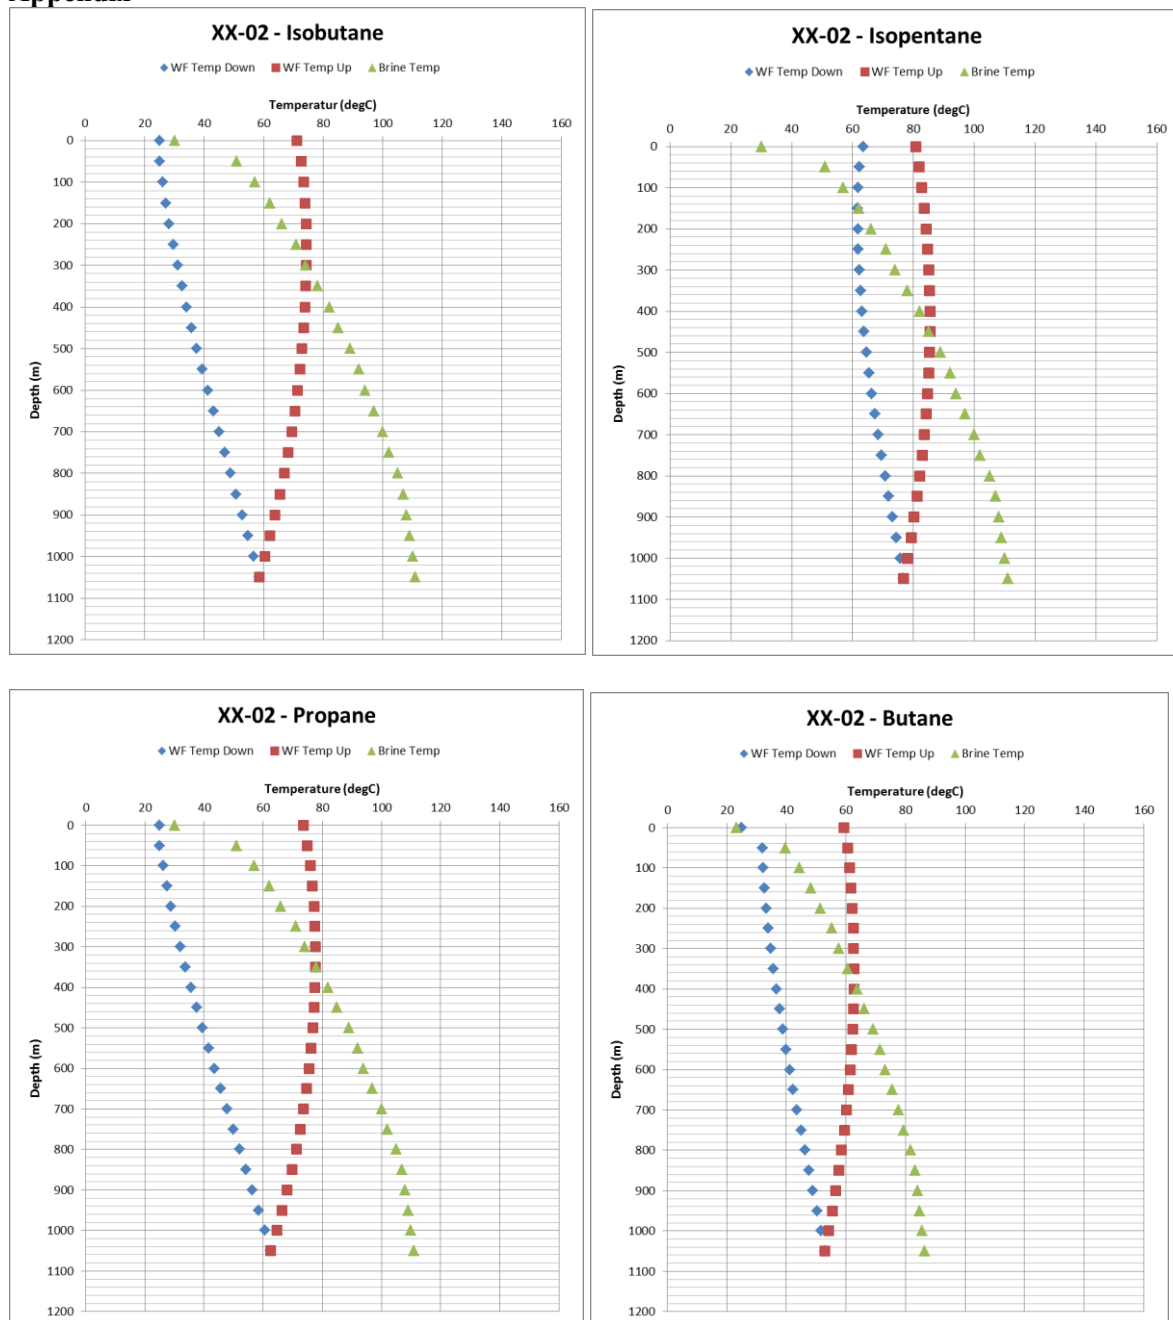 XX-02 - Isobutane
WF Temp Down WF Temp Up Brine Temp
Temperatur (degC)
0 20 40 60 80 100 120 140 160
Depth (m)
0
100
200
300
400
500
600
700
800
900
1000
1100
1200
XX-02 - Isopentane
WF Temp Down WF Temp Up Brine Temp
Temperature (degC)
0 20 40 60 80 100 120 140 160
Depth (m)
0
100
200
300
400
500
600
700
800
900
1000
1100
1200
XX-02 - Propane
WF Temp Down WF Temp Up Brine Temp
Temperature (degC)
0 20 40 60 80 100 120 140 160
Depth (m)
0
100
200
300
400
500
600
700
800
900
1000
1100
1200
XX-02 - Butane
WF Temp Down WF Temp Up Brine Temp
Temperature (degC)
0 20 40 60 80 100 120 140 160
Depth (m)
0
100
200
300
400
500
600
700
800
900
1000
1100
1200